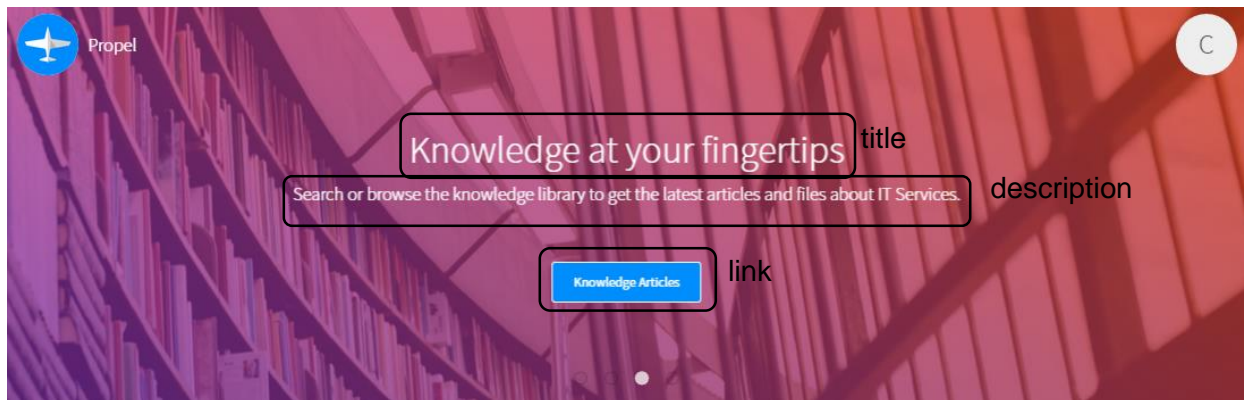 Propel
C
Knowledge at your fingertips
title
Search or browse the knowledge library to get the latest articles and files about IT Services.
description
Knowledge Articles
link